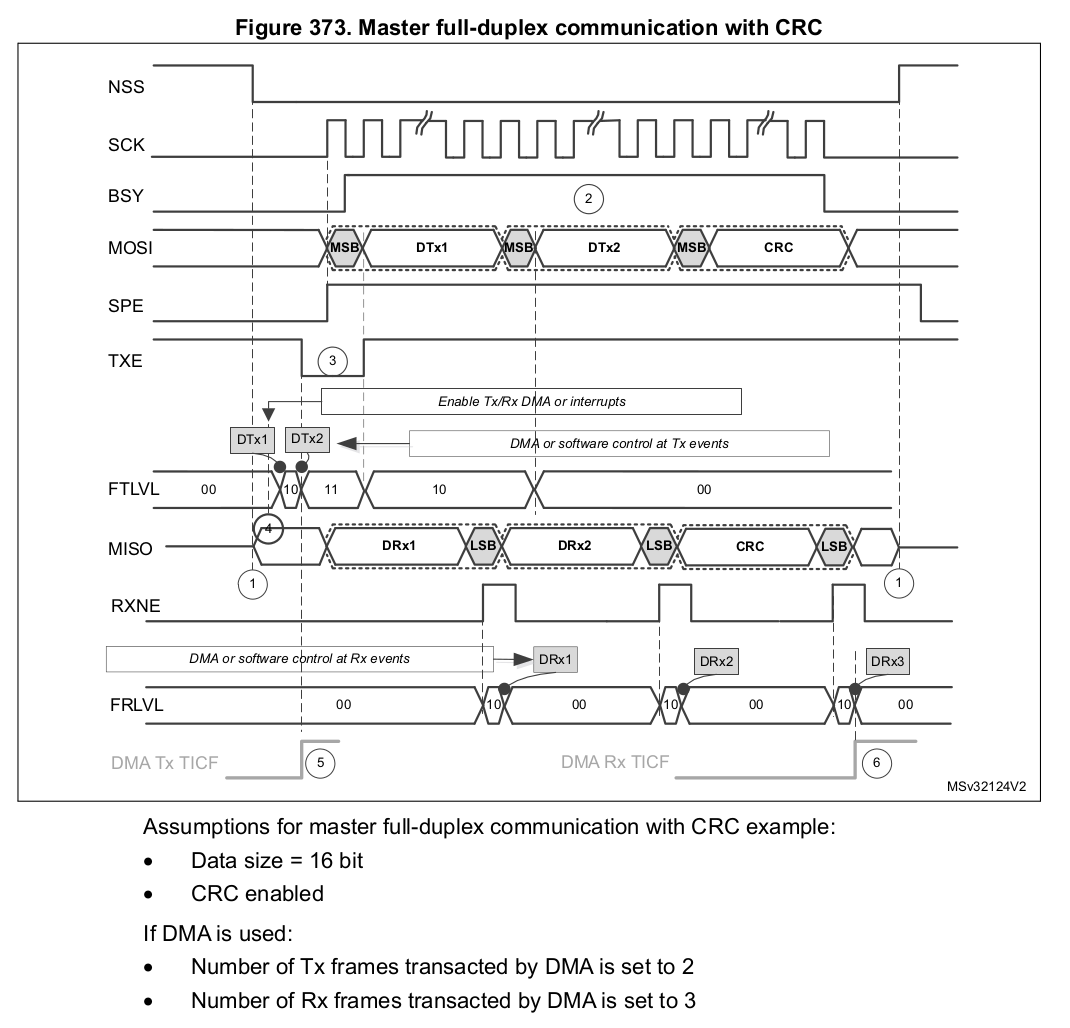 Figure 373. Master full-duplex communication with CRC
NSS
SCK
BSY
2
MOSI
MSB DTx1 MSB DTx2 MSB CRC
SPE
TXE
3
Enable Tx/Rx DMA or interrupts
DTx1 DTx2
DMA or software control at Tx events
FTLVL
00 10 11 10 00
4
MISO
DRx1 LSB DRx2 LSB CRC LSB
1 1
RXNE
DMA or software control at Rx events
DRx1 DRx2 DRx3
FRLVL
00 10 00 10 00 10 00
DMA Tx TICF 5 DMA Rx TICF 6
MSv32124V2
Assumptions for master full-duplex communication with CRC example:
• Data size = 16 bit
• CRC enabled
If DMA is used:
• Number of Tx frames transacted by DMA is set to 2
• Number of Rx frames transacted by DMA is set to 3